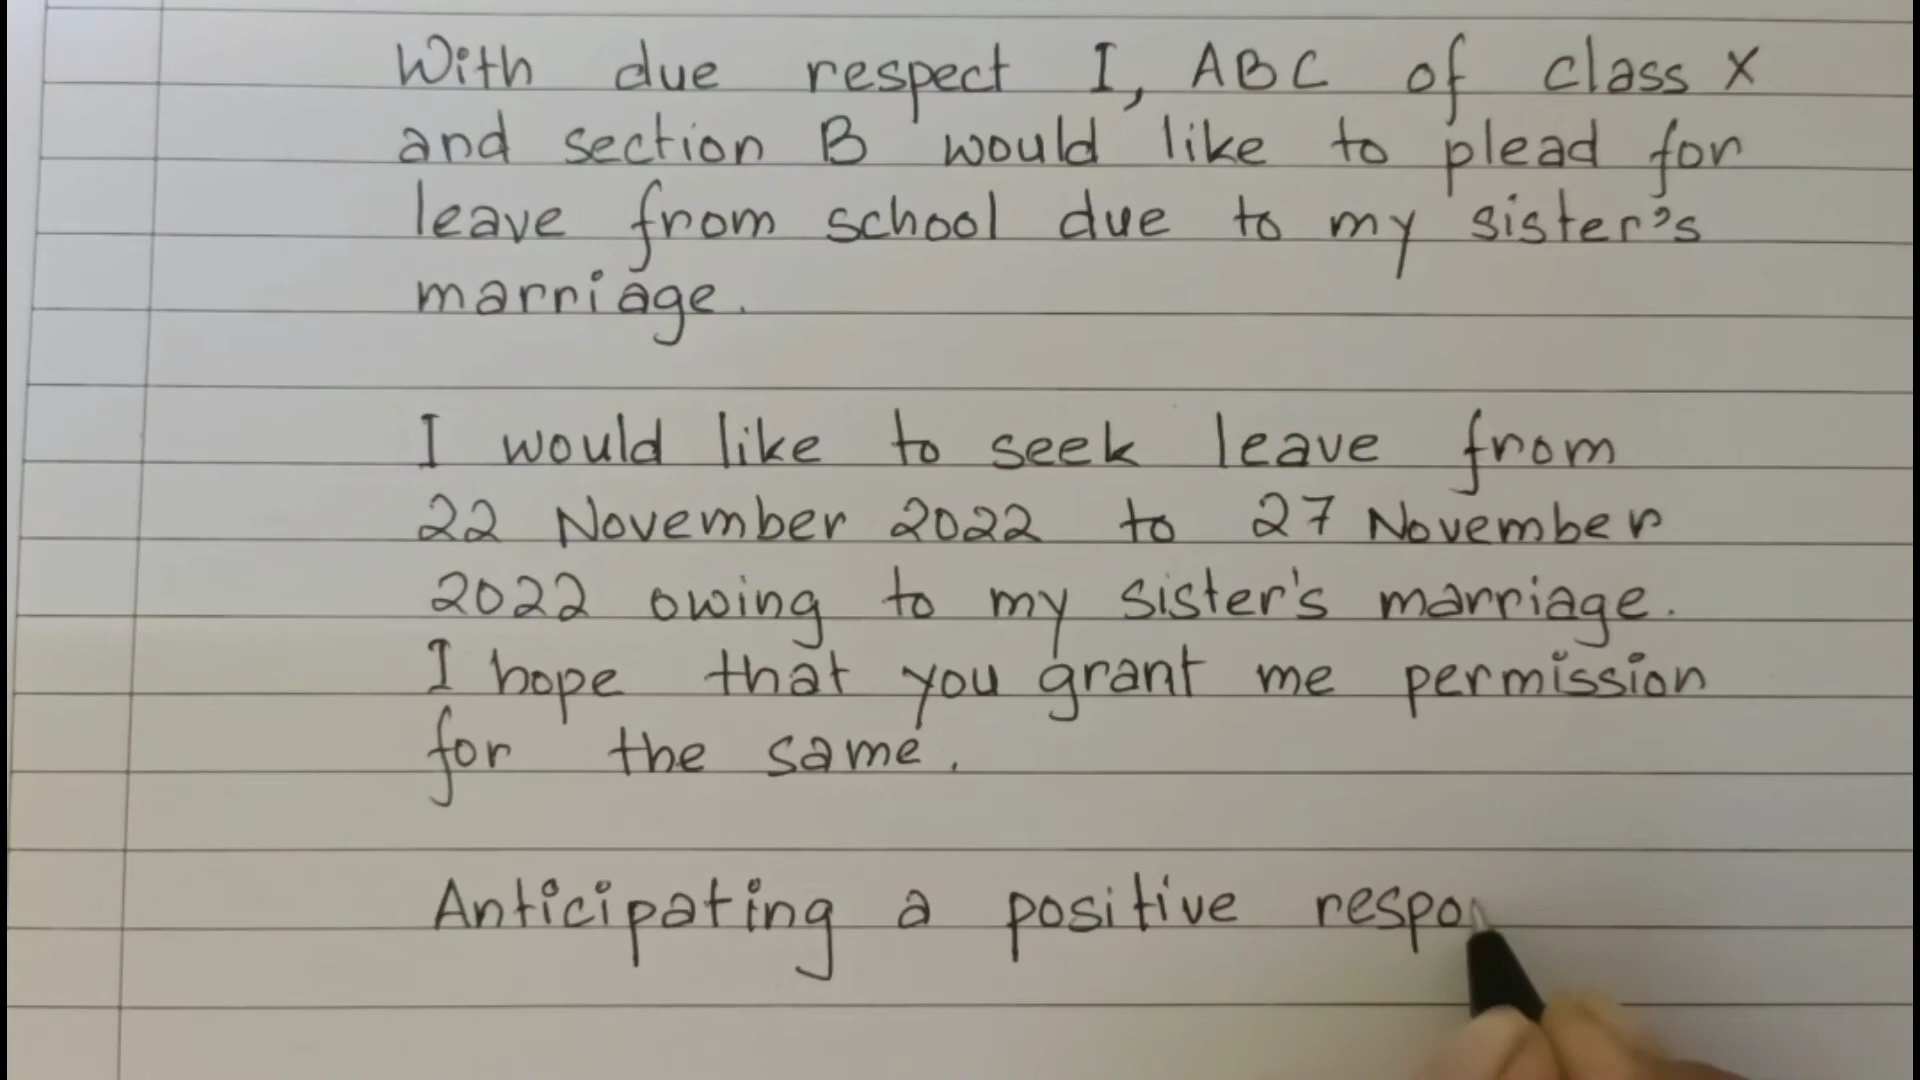 With due respect I, ABC of class X
and section B would like to plead for
leave from school due to my sister's
marriage.
I would like to seek leave from
22 November 2022 to 27 November
2022 owing to my sister's marriage.
I hope that you grant me permission
for the same.
Anticipating a positive respo